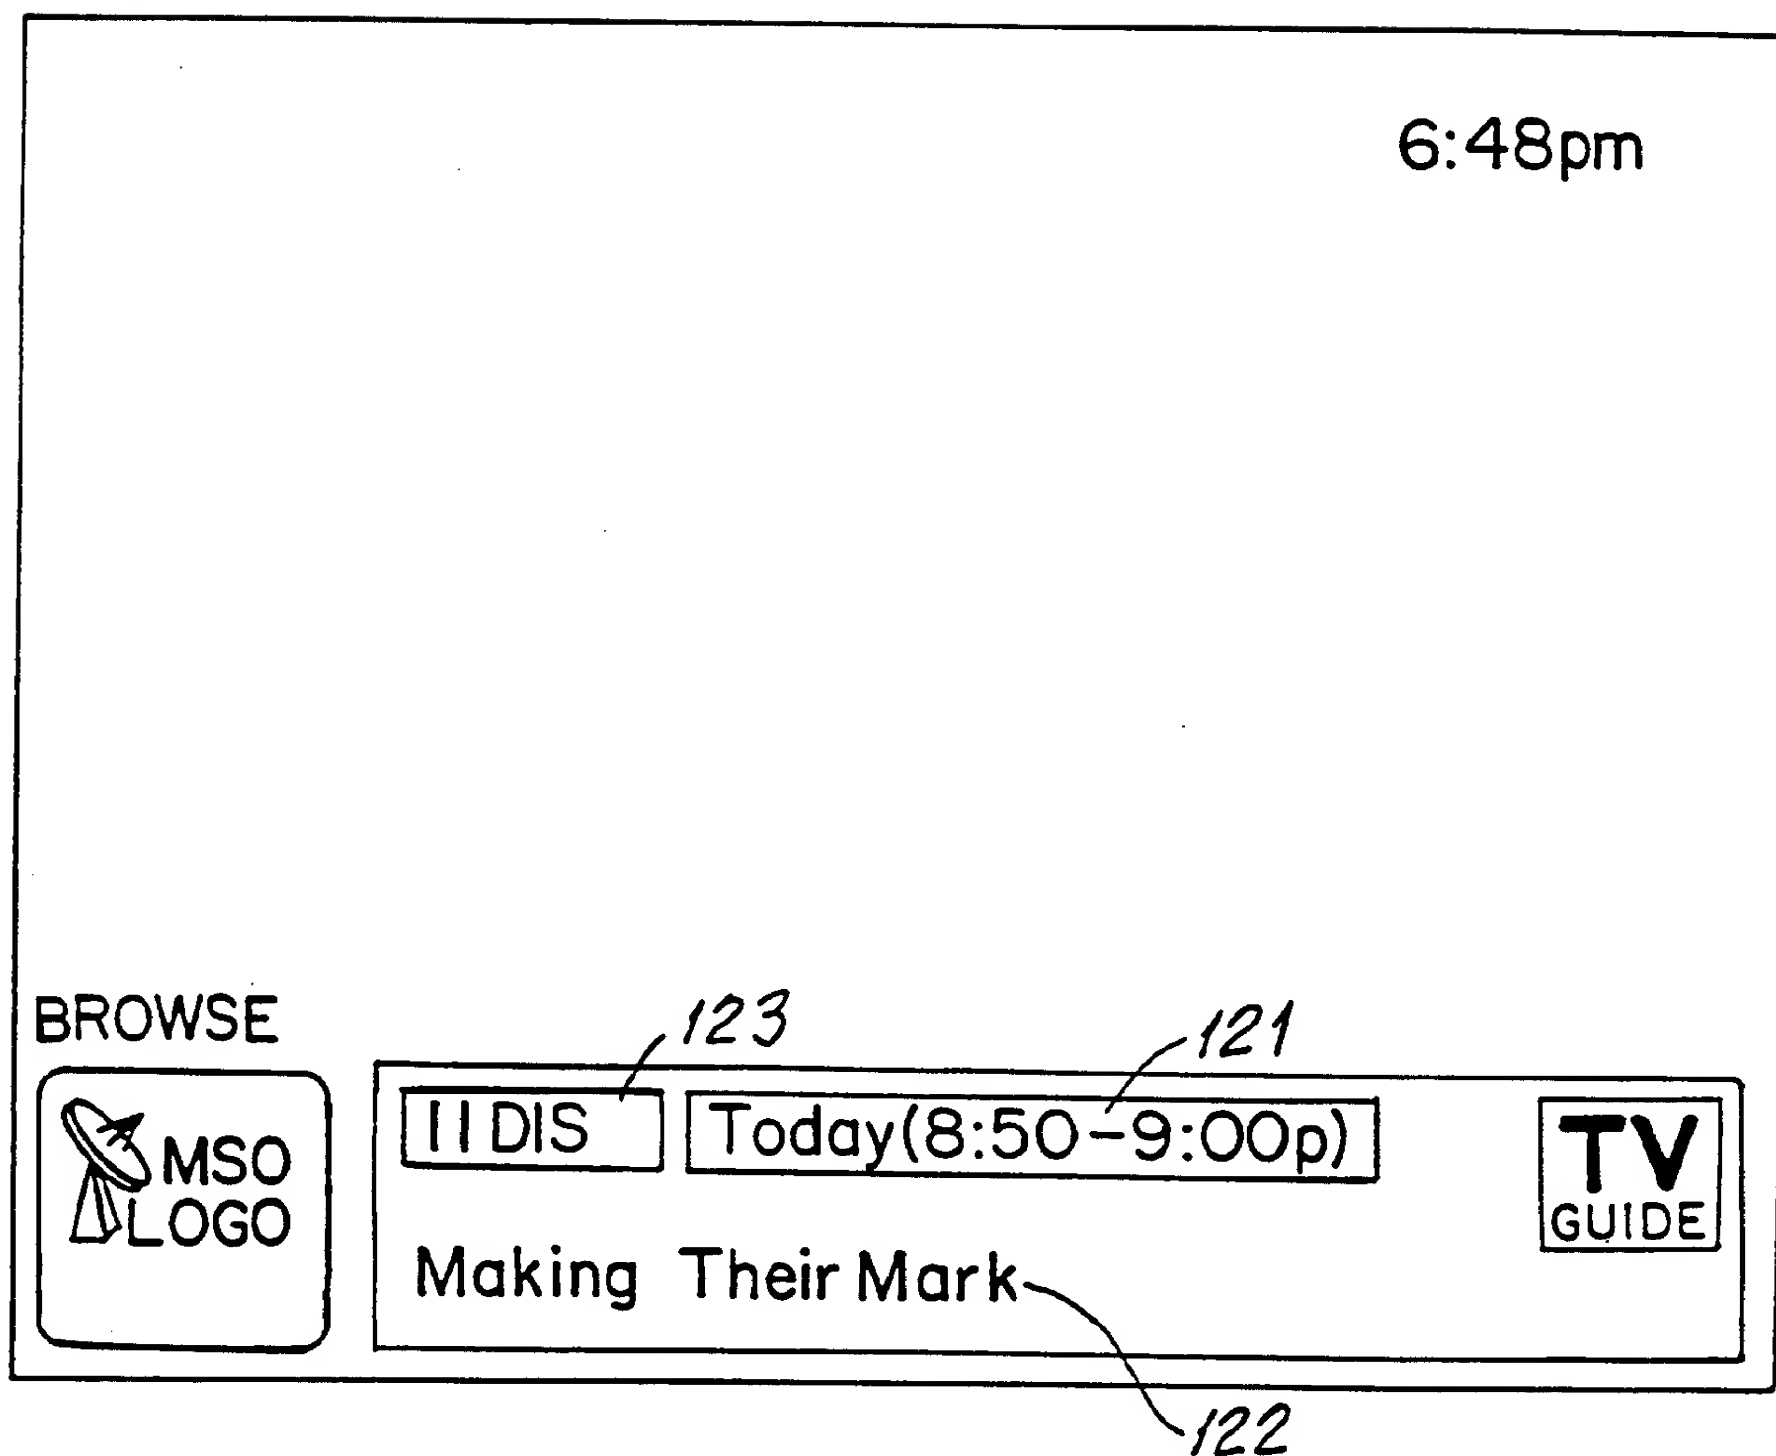 6:48pm
BROWSE
123
121
11 DIS
Today(8:50-9:00p)
TV
GUIDE
MSO
LOGO
Making Their Mark
122